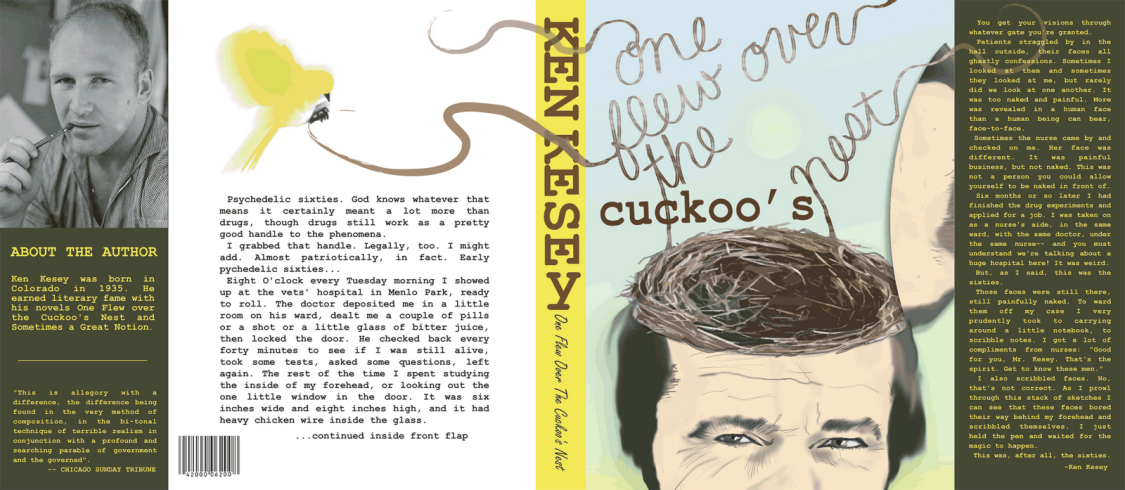 ABOUT THE AUTHOR
Ken Kesey was born in
Colorado in 1935. He
earned literary fame with
his novels One Flew over
the Cuckoo's Nest and
Sometimes a Great Notion.
"This is allegory with a
difference, the difference being
found in the very method of
composition, in the bi-tonal
technique of terrible realism in
conjunction with a profound and
searching parable of government
and the governed".
-- CHICAGO SUNDAY TRIBUNE
Psychedelic sixties. God knows whatever that
means it certainly meant a lot more than
drugs, though drugs still work as a pretty
good handle to the phenomena.
I grabbed that handle. Legally, too. I might
add. Almost patriotically, in fact. Early
pychedelic sixties...
Eight O'clock every Tuesday morning I showed
up at the vets' hospital in Menlo Park, ready
to roll. The doctor deposited me in a little
room on his ward, dealt me a couple of pills
or a shot or a little glass of bitter juice,
then locked the door. He checked back every
forty minutes to see if I was still alive,
took some tests, asked some questions, left
again. The rest of the time I spent studying
the inside of my forehead, or looking out the
one little window in the door. It was six
inches wide and eight inches high, and it had
heavy chicken wire inside the glass.
...continued inside front flap
42000 06200
KEN KESEY
One Flew Over The Cuckoo's Nest
one
flew over
the
cuckoo's nest
You get your visions through
whatever gate you're granted.
Patients straggled by in the
hall outside, their faces all
ghastly confessions. Sometimes I
looked at them and sometimes
they looked at me, but rarely
did we look at one another. It
was too naked and painful. More
was revealed in a human face
than a human being can bear,
face-to-face.
Sometimes the nurse came by and
checked on me. Her face was
different. It was painful
business, but not naked. This was
not a person you could allow
yourself to be naked in front of.
Six months or so later I had
finished the drug experiments and
applied for a job. I was taken on
as a nurse's aide, in the same
ward, with the same doctor, under
the same nurse-- and you must
understand we're talking about a
huge hospital here! It was weird.
But, as I said, this was the
sixties.
Those faces were still there,
still painfully naked. To ward
them off my case I very
prudently took to carrying
around a little notebook, to
scribble notes. I got a lot of
compliments from nurses: "Good
for you, Mr. Kesey. That's the
spirit. Get to know these men."
I also scribbled faces. No,
that's not correct. As I prowl
through this stack of sketches I
can see that these faces bored
their way behind my forehead and
scribbled themselves. I just
held the pen and waited for the
magic to happen.
This was, after all, the sixties.
-Ken Kesey